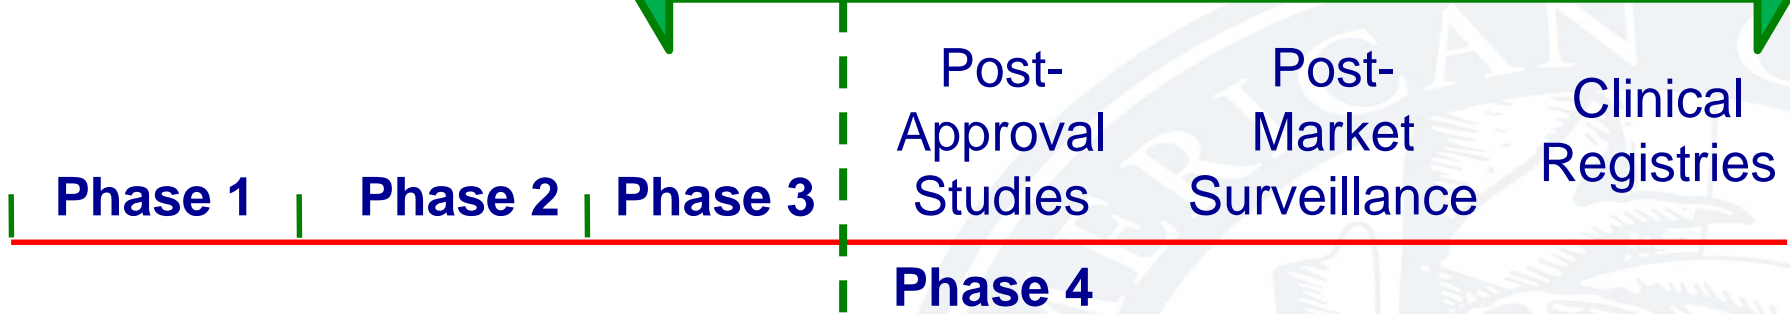 Phase 1
Phase 2
Phase 3
Post-
Approval
Studies
Post-
Market
Surveillance
Clinical
Registries
Phase 4